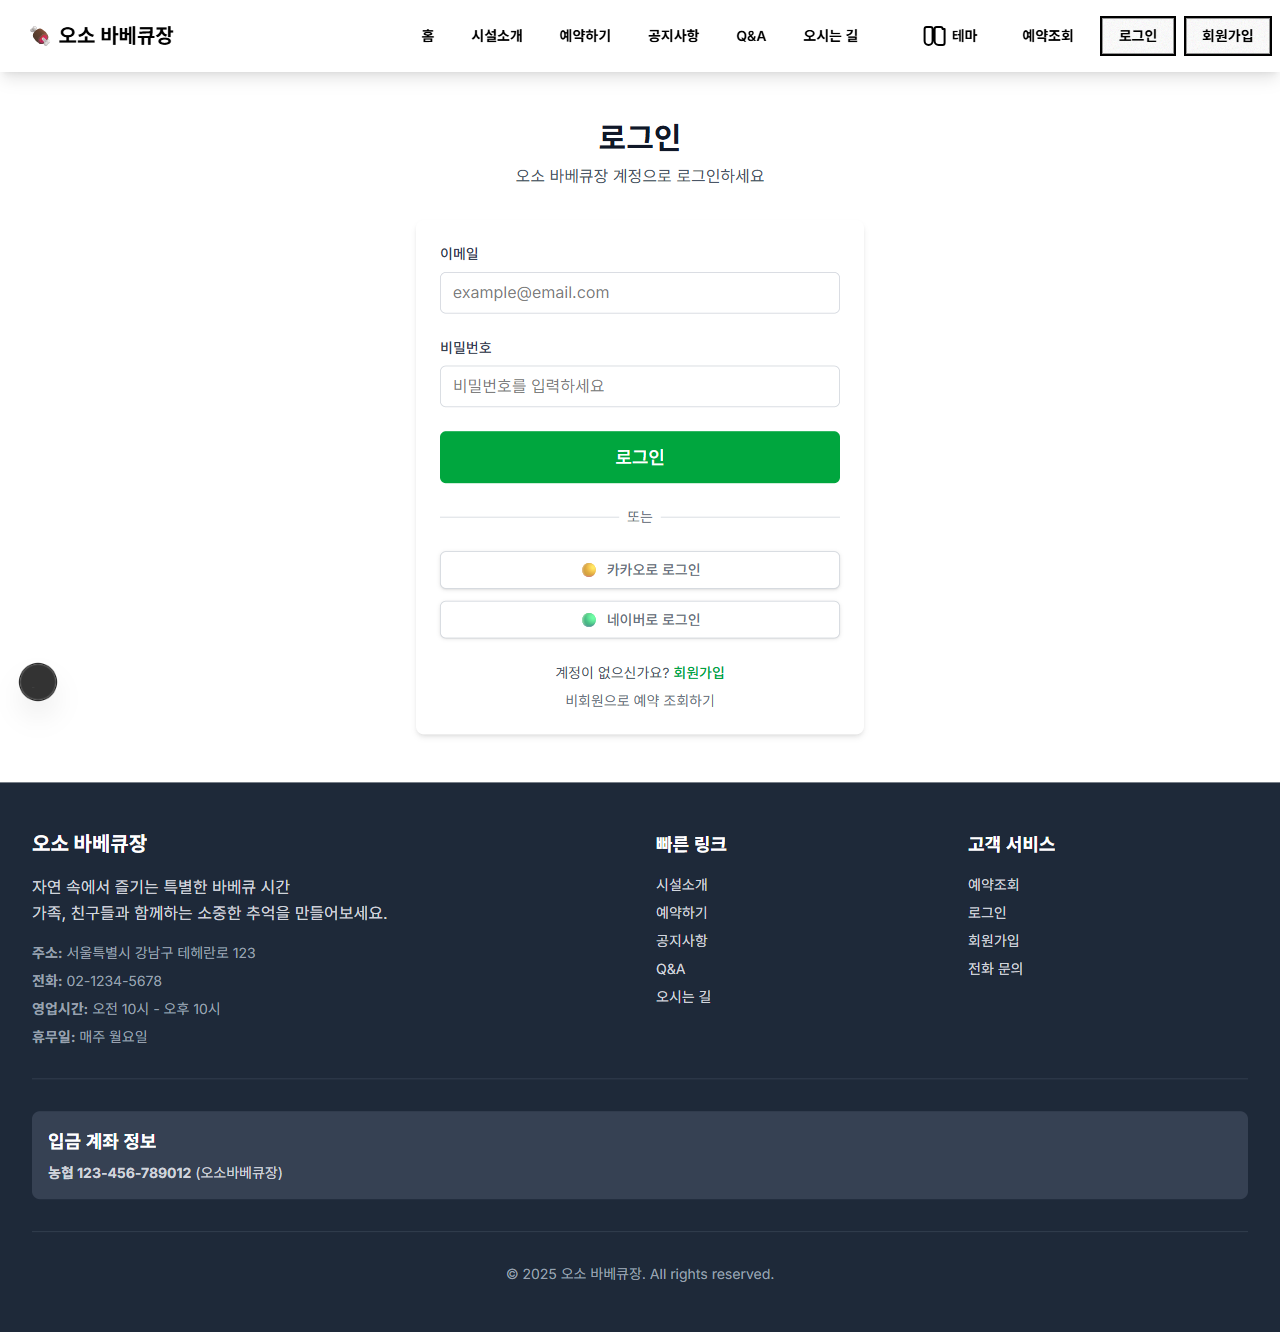 오소 바베큐장
홈 시설소개 예약하기 공지사항 Q&A 오시는 길 테마 예약조회 로그인 회원가입
로그인
오소 바베큐장 계정으로 로그인하세요
이메일
example@email.com
비밀번호
비밀번호를 입력하세요
로그인
또는
카카오로 로그인
네이버로 로그인
계정이 없으신가요? 회원가입
비회원으로 예약 조회하기
오소 바베큐장
자연 속에서 즐기는 특별한 바베큐 시간
가족, 친구들과 함께하는 소중한 추억을 만들어보세요.
주소: 서울특별시 강남구 테헤란로 123
전화: 02-1234-5678
영업시간: 오전 10시 - 오후 10시
휴무일: 매주 월요일
빠른 링크
시설소개
예약하기
공지사항
Q&A
오시는 길
고객 서비스
예약조회
로그인
회원가입
전화 문의
입금 계좌 정보
농협 123-456-789012 (오소바베큐장)
© 2025 오소 바베큐장. All rights reserved.